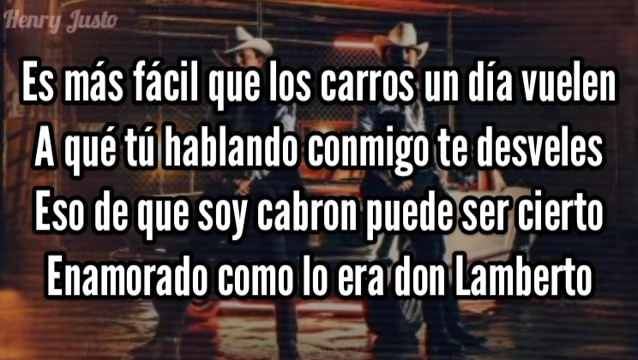 Henry Justo
Es más fácil que los carros un día vuelen
A qué tú hablando conmigo te desveles
Eso de que soy cabron puede ser cierto
Enamorado como lo era don Lamberto